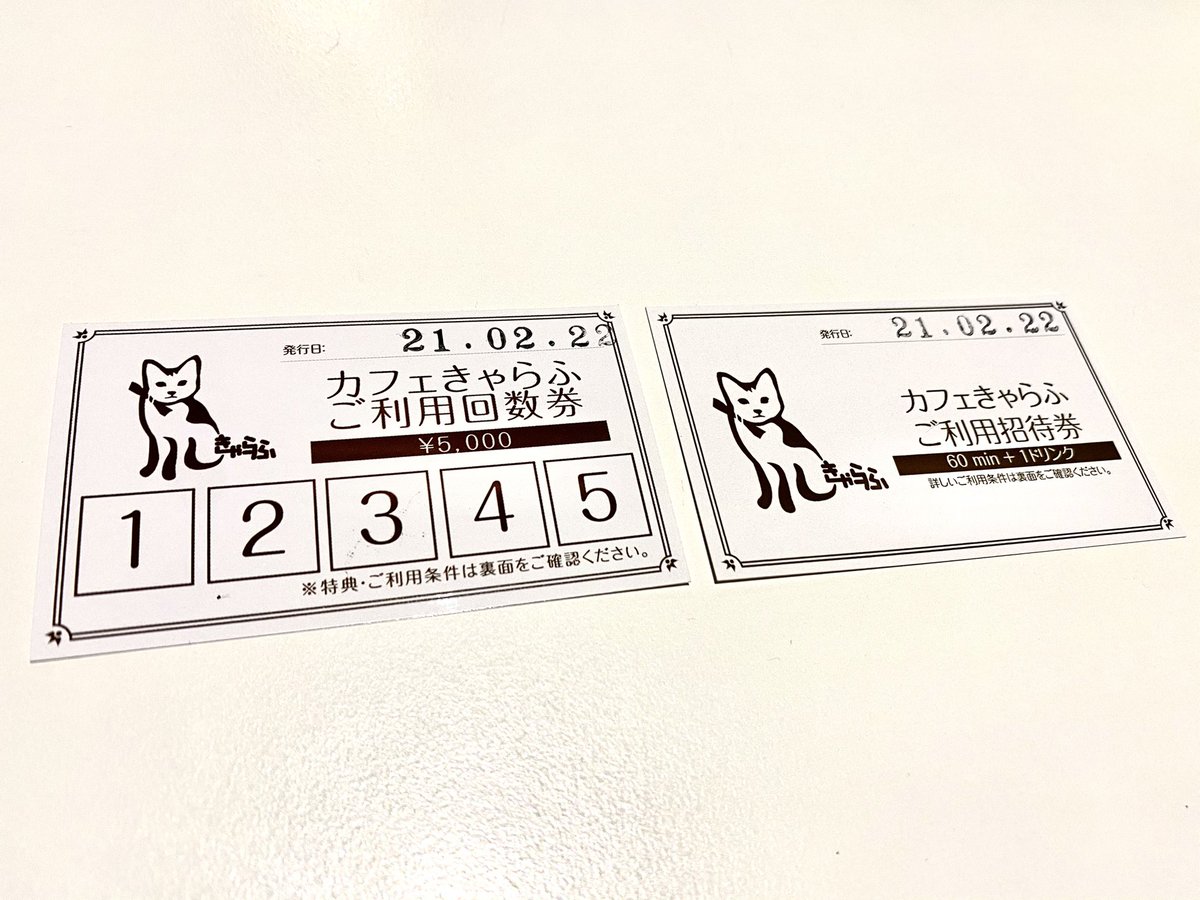 発行日: 21.02.22
カフェきゃらふ
ご利用回数券
¥5,000
きゃらふ
1 2 3 4 5
※特典・ご利用条件は裏面をご確認ください。
発行日: 21.02.22
カフェきゃらふ
ご利用招待券
60 min + 1ドリンク
詳しいご利用条件は裏面をご確認ください。
きゃらふ